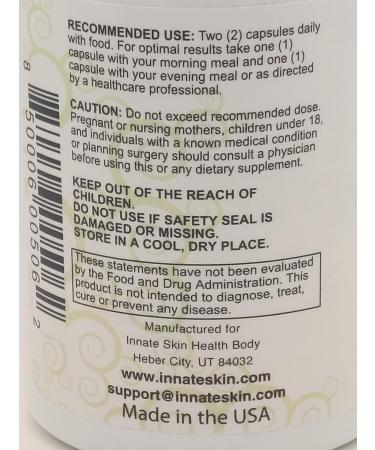 RECOMMENDED USE: Two (2) capsules daily
with food. For optimal results take one (1)
capsule with your morning meal and one (1)
capsule with your evening meal or as directed
by a healthcare professional.
CAUTION: Do not exceed recommended dose.
Pregnant or nursing mothers, children under 18,
and individuals with a known medical condition
or planning surgery should consult a physician
before using this or any dietary supplement.
KEEP OUT OF THE REACH OF
CHILDREN.
DO NOT USE IF SAFETY SEAL IS
DAMAGED OR MISSING.
STORE IN A COOL, DRY PLACE.
These statements have not been evaluated
by the Food and Drug Administration. This
product is not intended to diagnose, treat,
cure or prevent any disease.
Manufactured for
Innate Skin Health Body
Heber City, UT 84032
www.innateskin.com
support@innateskin.com
Made in the USA
8 50006 00506 2